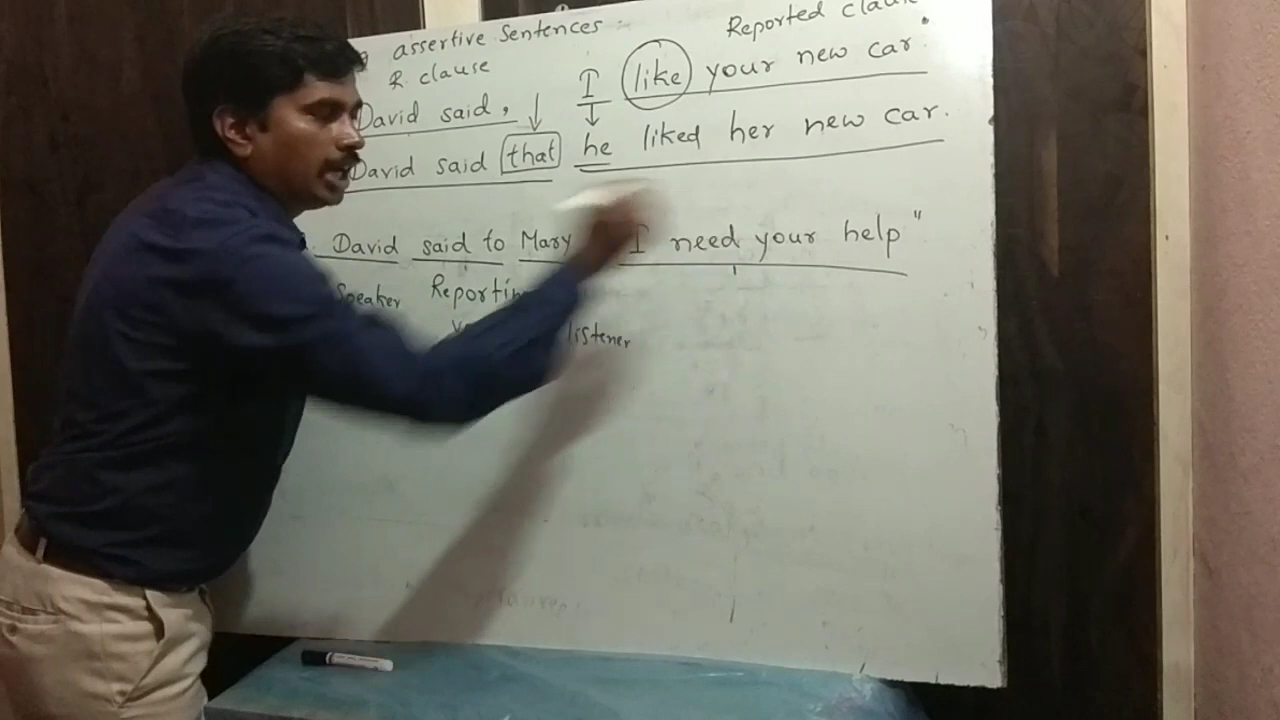 assertive Sentences
Reported
R. clause
I like your new car.
David said,
David said that he liked her new car.
David said to Mary I need your help"
Speaker
listener